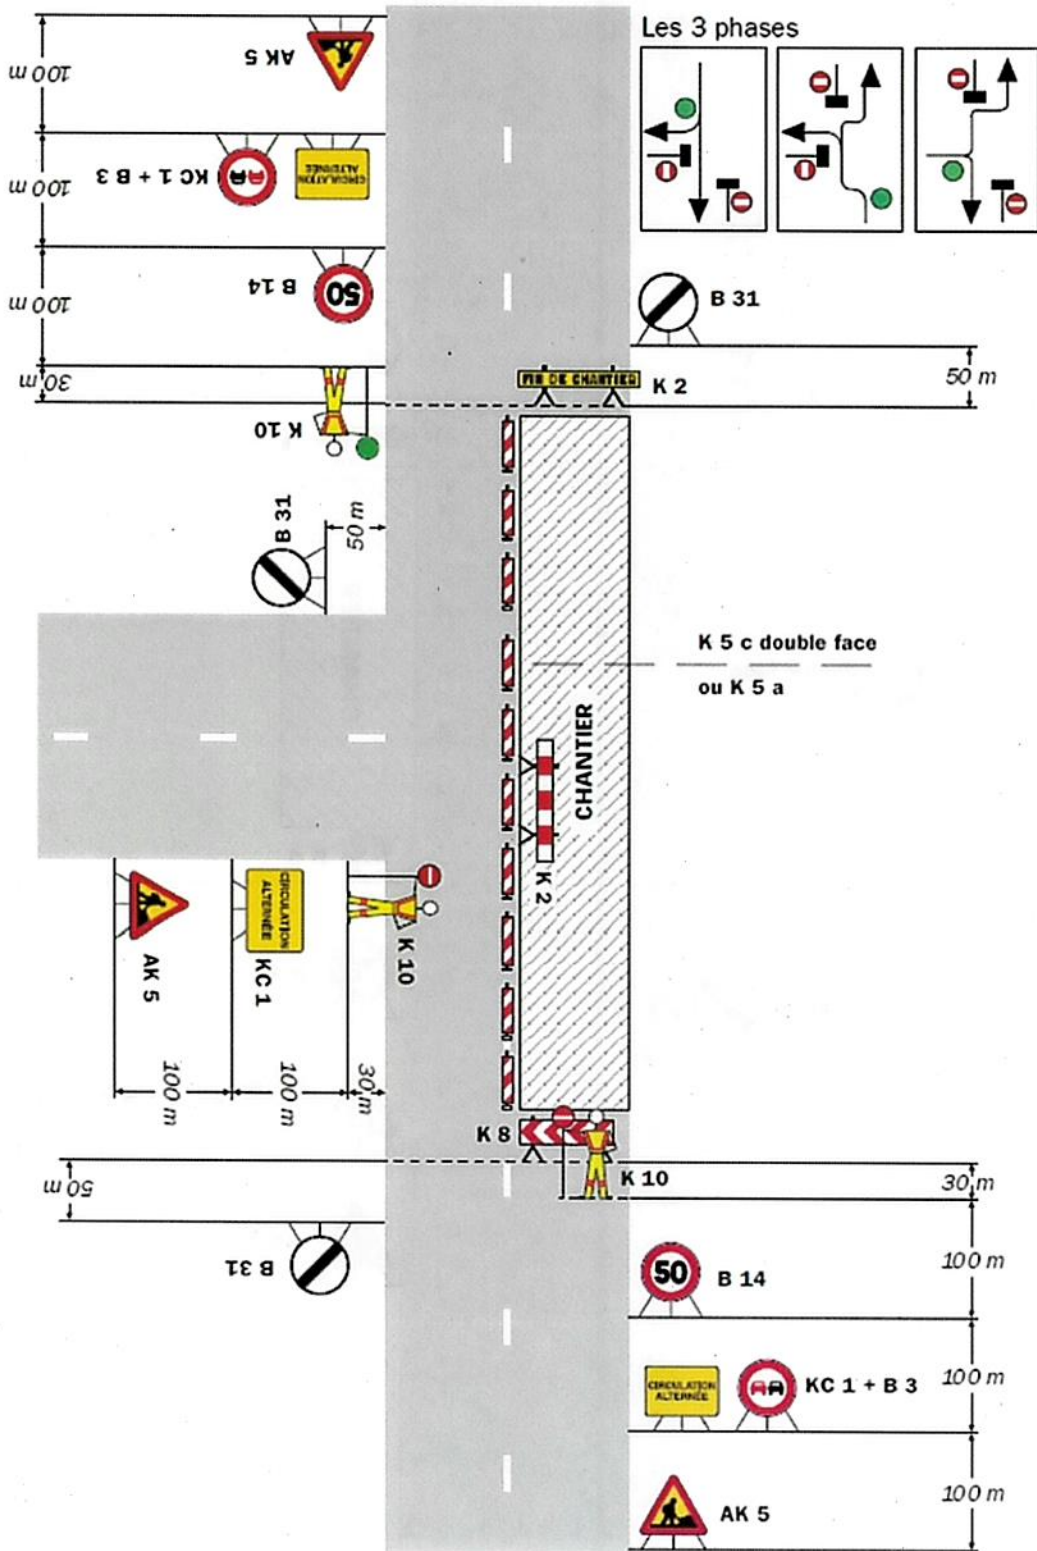 Les 3 phases
AK 5
100 m
KC 1 + B 3
CIRCULATION
ALTERNÉE
100 m
B 14
50
100 m
30 m
K 10
B 31
50 m
B 31
50 m
FIN DE CHANTIER
K 2
K 5 c double face
ou K 5 a
CHANTIER
K 2
AK 5
KC 1
CIRCULATION
ALTERNÉE
K 10
100 m
100 m
30 m
K 8
K 10
30 m
50 m
B 31
50
B 14
100 m
CIRCULATION
ALTERNÉE
KC 1 + B 3
100 m
AK 5
100 m